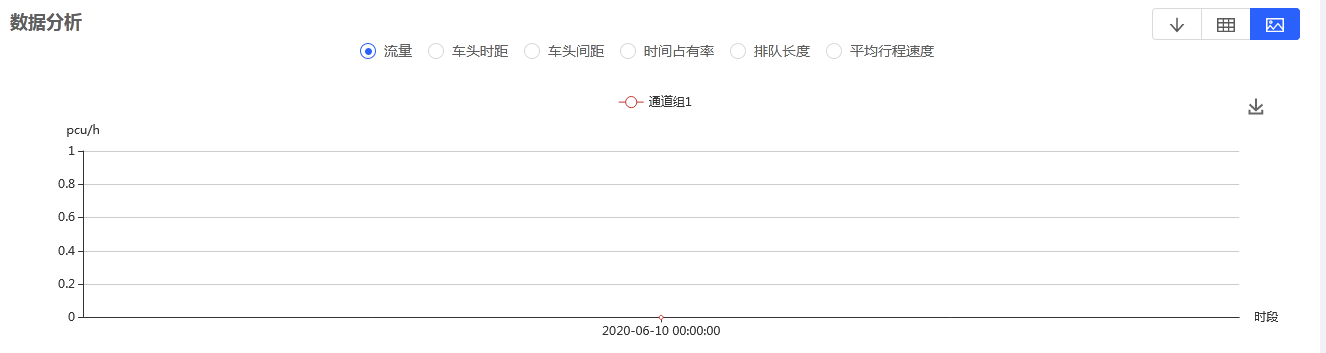 数据分析
流量 车头时距 车头间距 时间占有率 排队长度 平均行程速度
通道组1
pcu/h
1
0.8
0.6
0.4
0.2
0
时段
2020-06-10 00:00:00